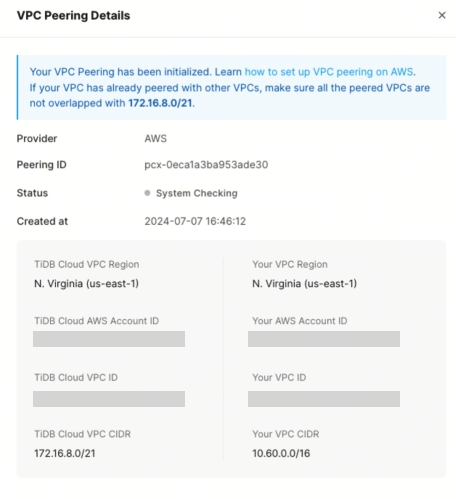 VPC Peering Details
×
Your VPC Peering has been initialized. Learn how to set up VPC peering on AWS.
If your VPC has already peered with other VPCs, make sure all the peered VPCs are
not overlapped with 172.16.8.0/21.
Provider AWS
Peering ID pcx-0eca1a3ba953ade30
Status System Checking
Created at 2024-07-07 16:46:12
TiDB Cloud VPC Region Your VPC Region
N. Virginia (us-east-1) N. Virginia (us-east-1)
TiDB Cloud AWS Account ID Your AWS Account ID
TiDB Cloud VPC ID Your VPC ID
TiDB Cloud VPC CIDR Your VPC CIDR
172.16.8.0/21 10.60.0.0/16